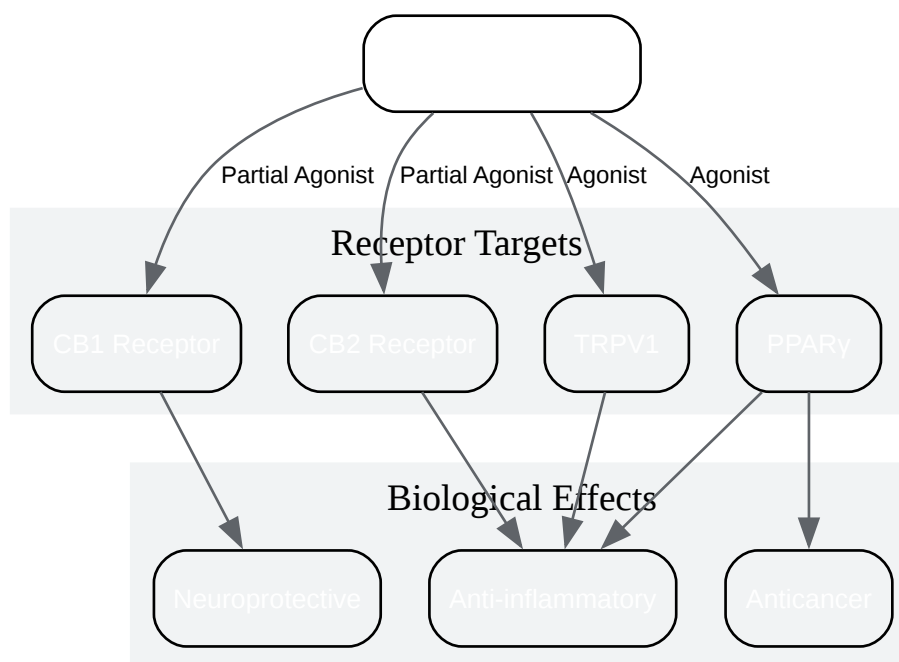 Partial Agonist
Partial Agonist
Agonist
Agonist
Receptor Targets
CB1 Receptor
CB2 Receptor
TRPV1
PPARγ
Biological Effects
Neuroprotective
Anti-inflammatory
Anticancer